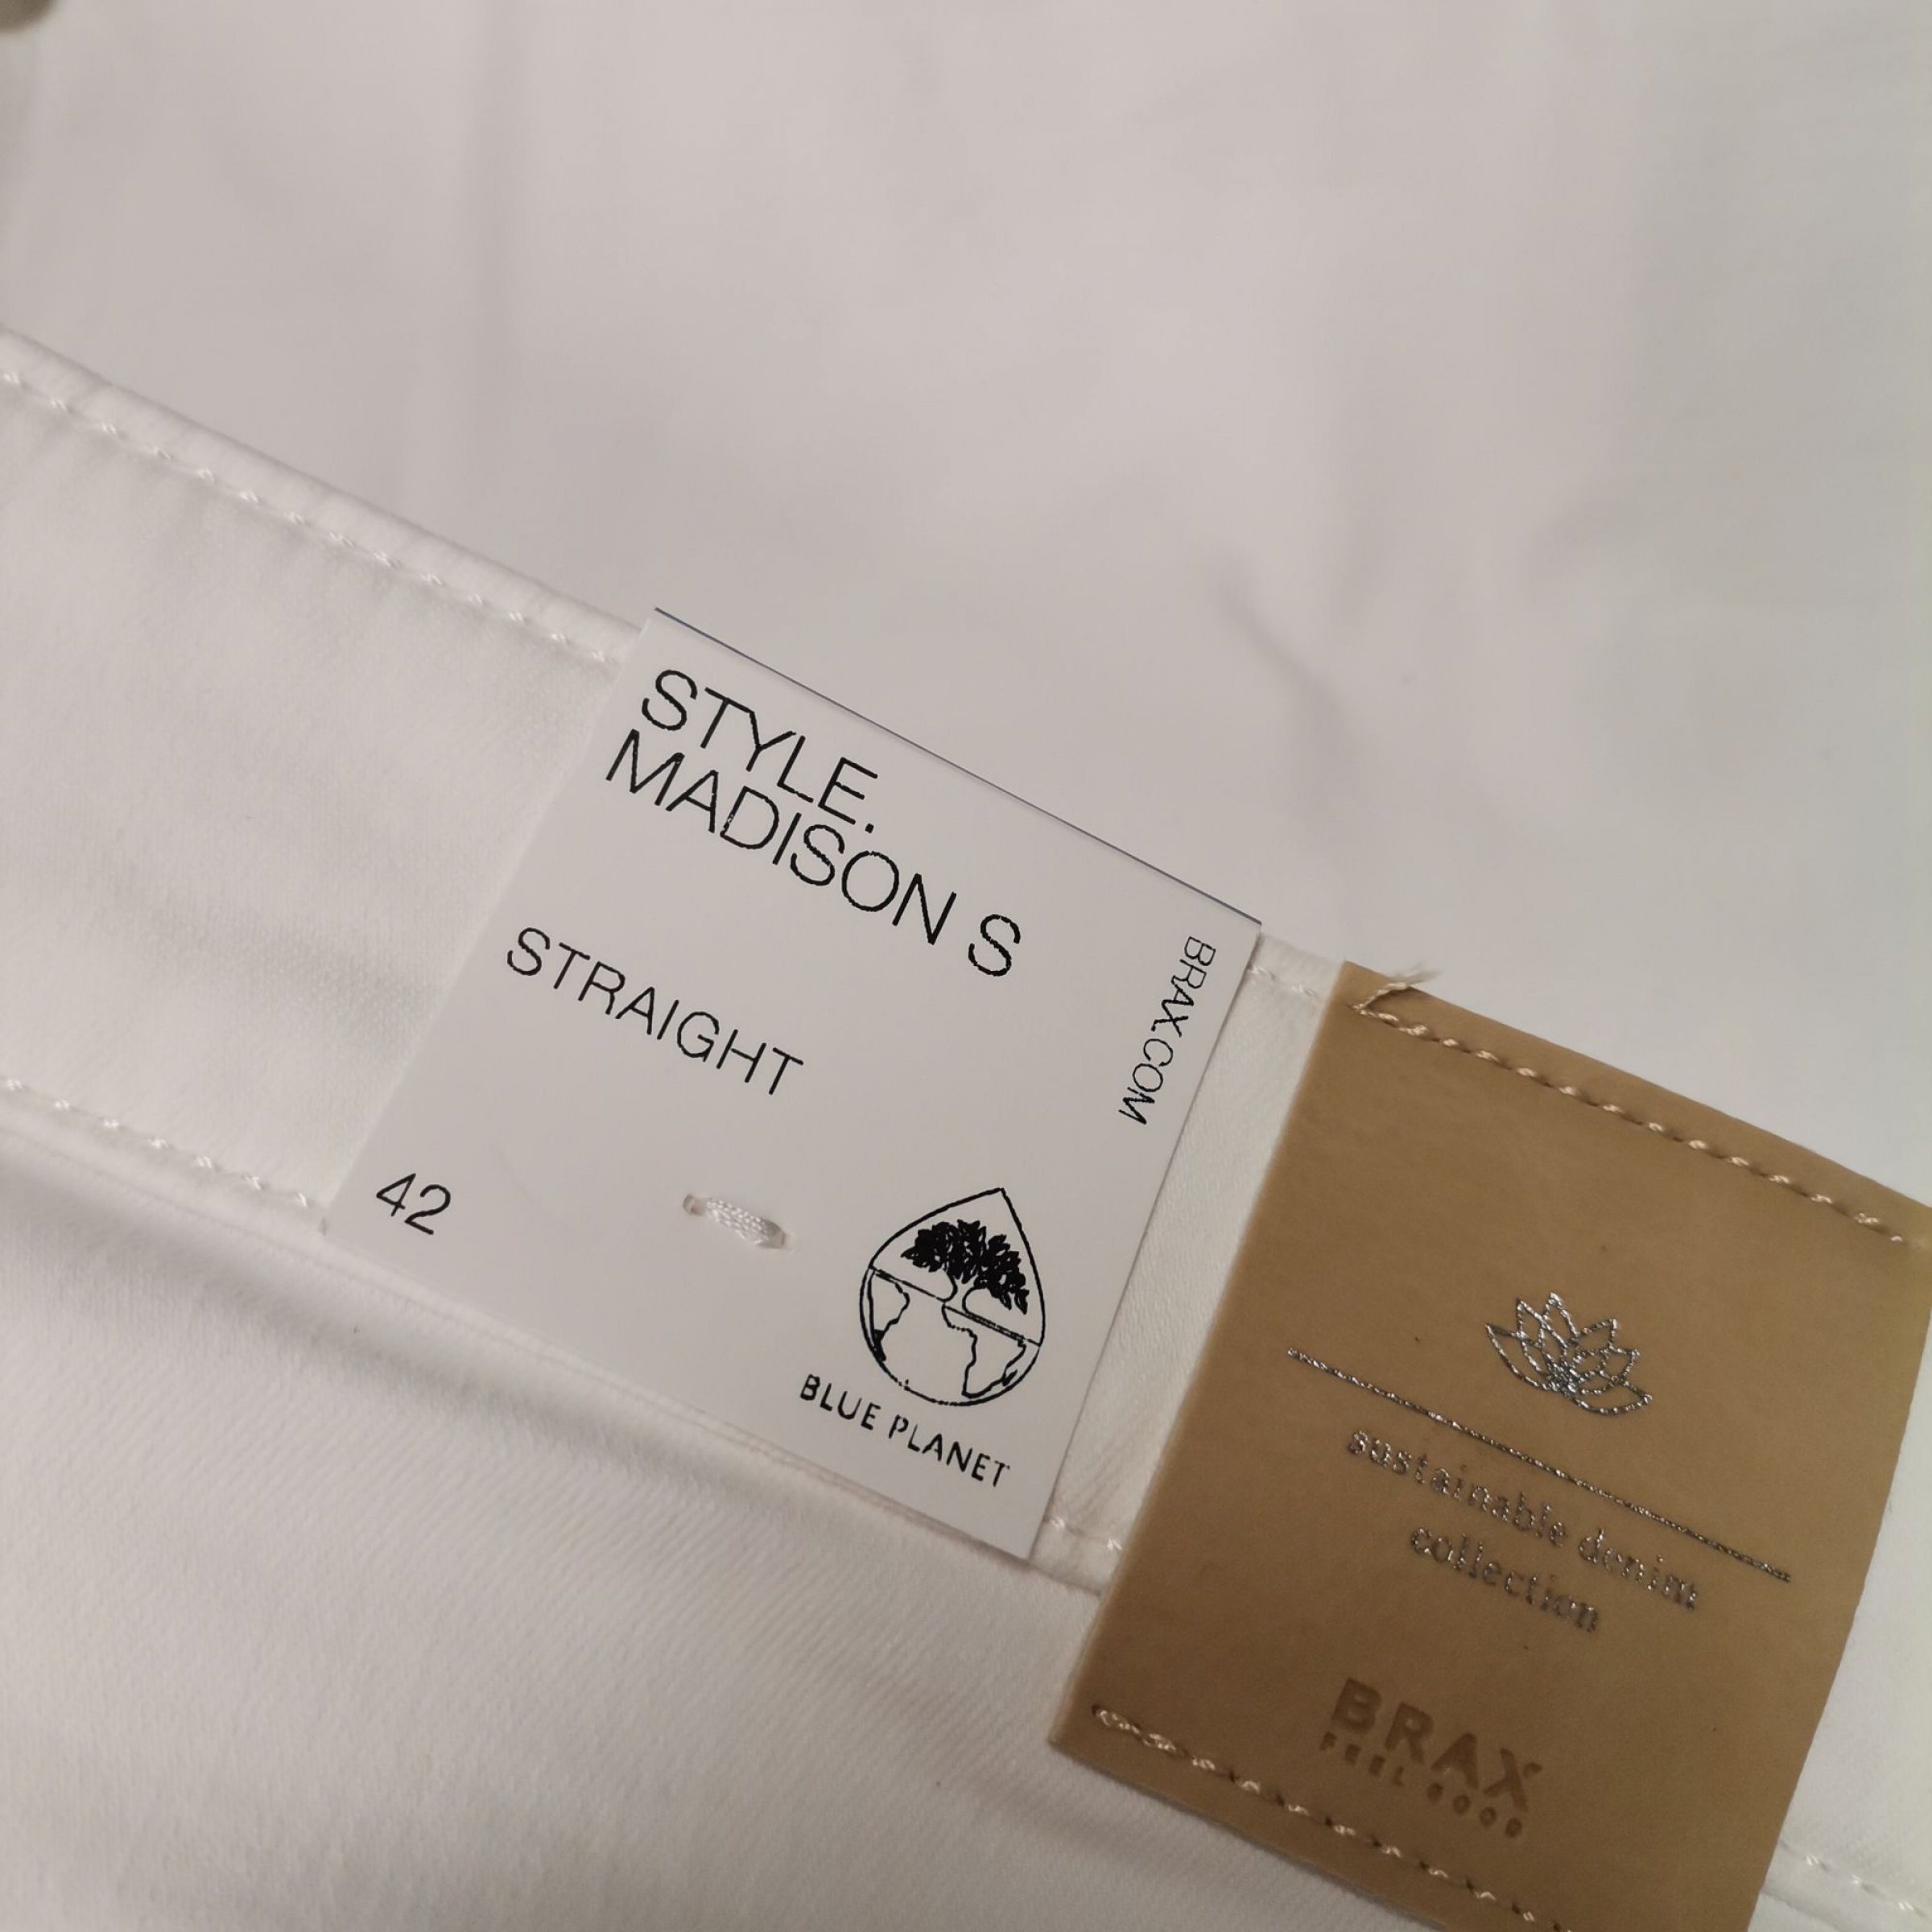 STYLE.
MADISON S
STRAIGHT
BRAX.COM
42
BLUE PLANET
sustainable denim
collection
BRAX
FEEL GOOD